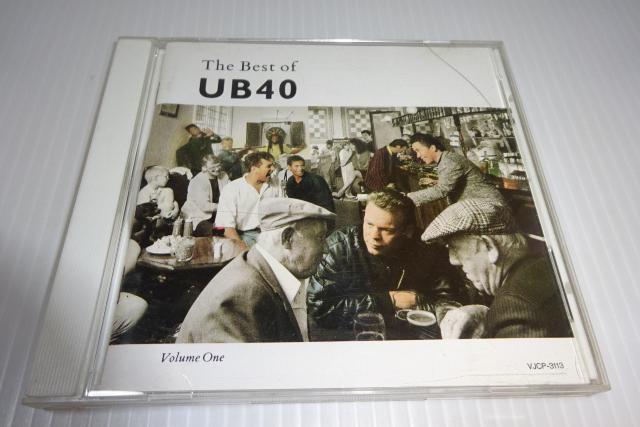 The Best of
UB40
Volume One
VJCP-3113